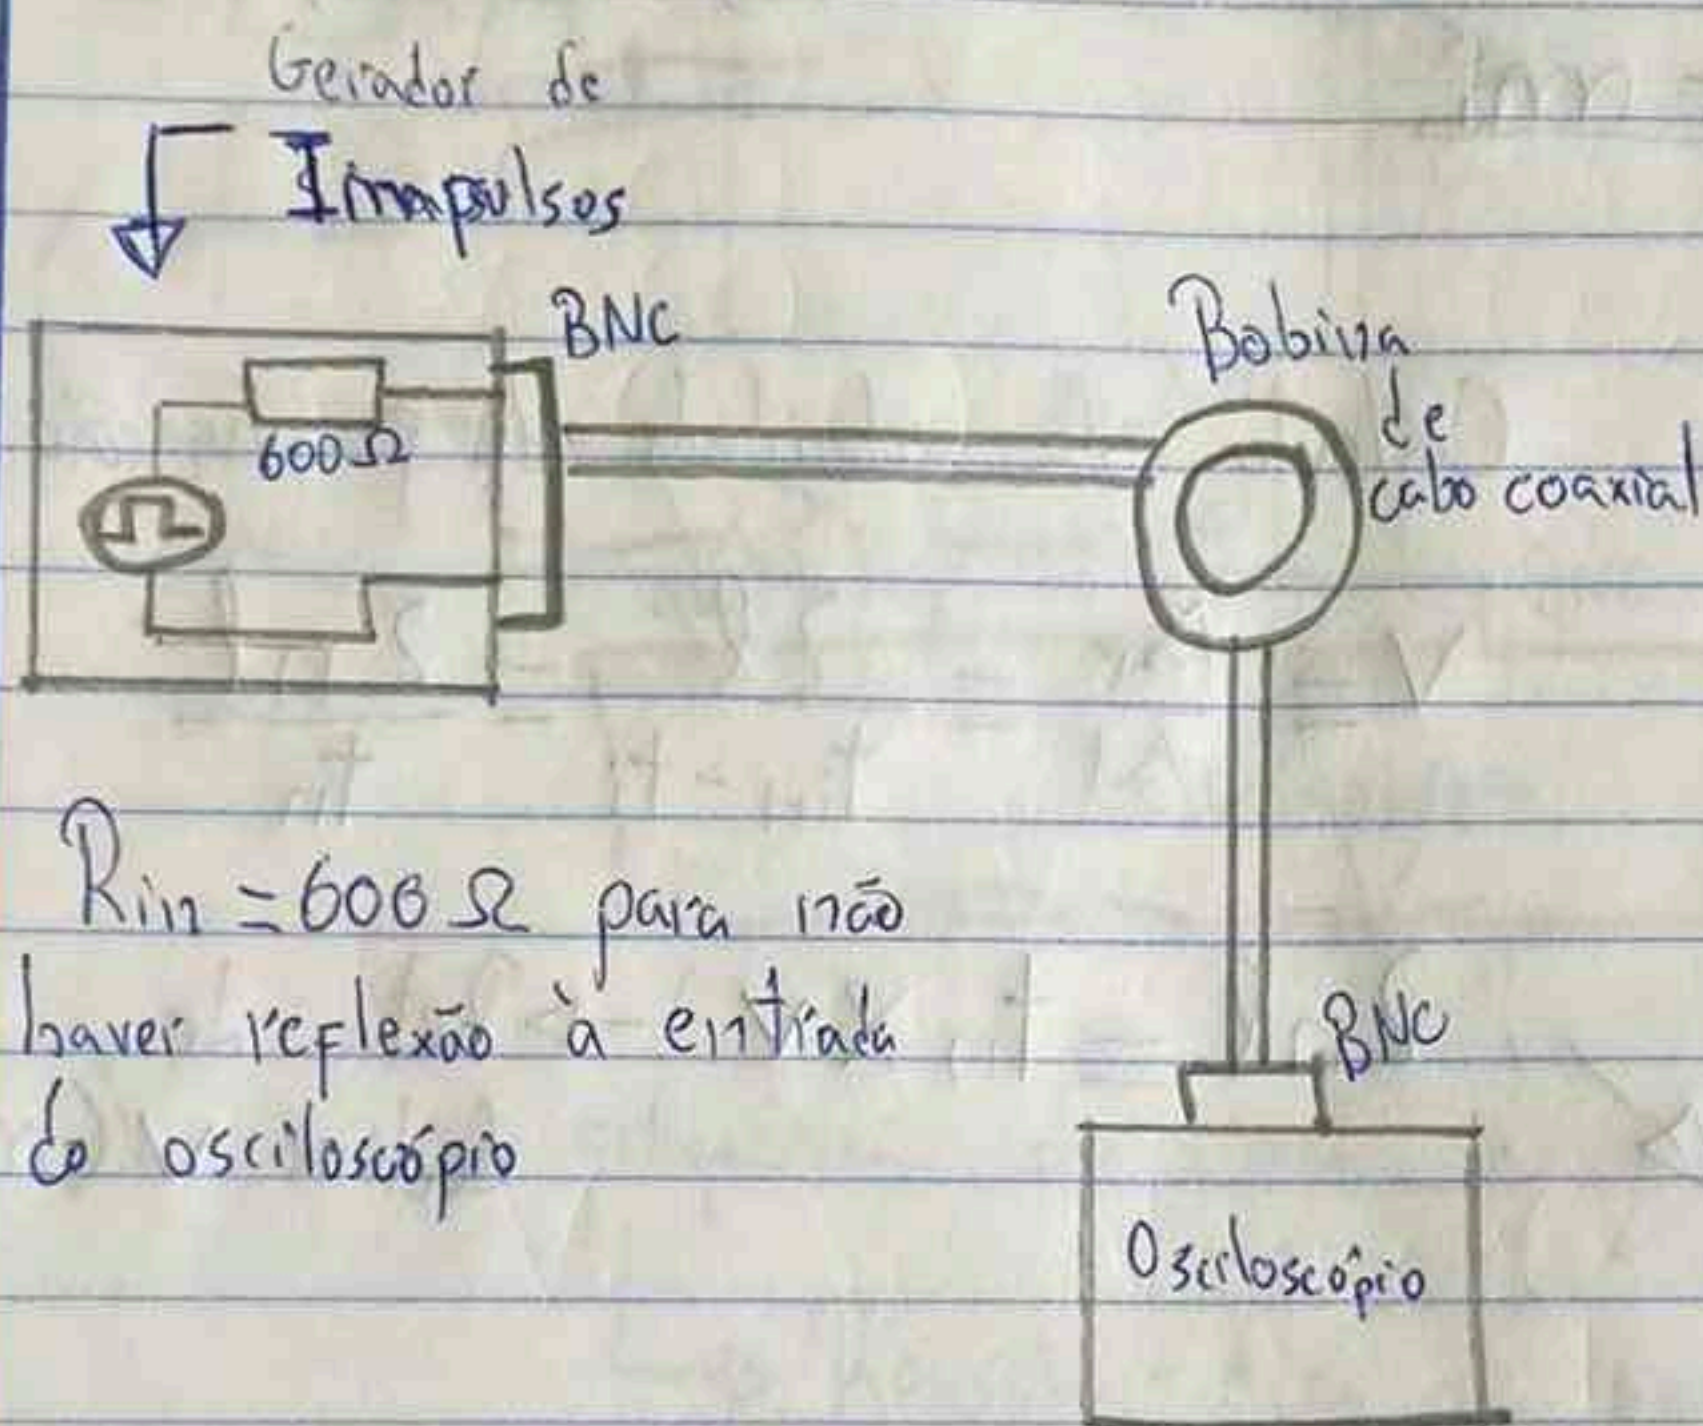 Gerador de
Imapulsos
BNC
600Ω
Bobina
de
cabo coaxial
Rin = 600 Ω para não
haver reflexão à entrada
do osciloscópio
BNC
Osciloscópio